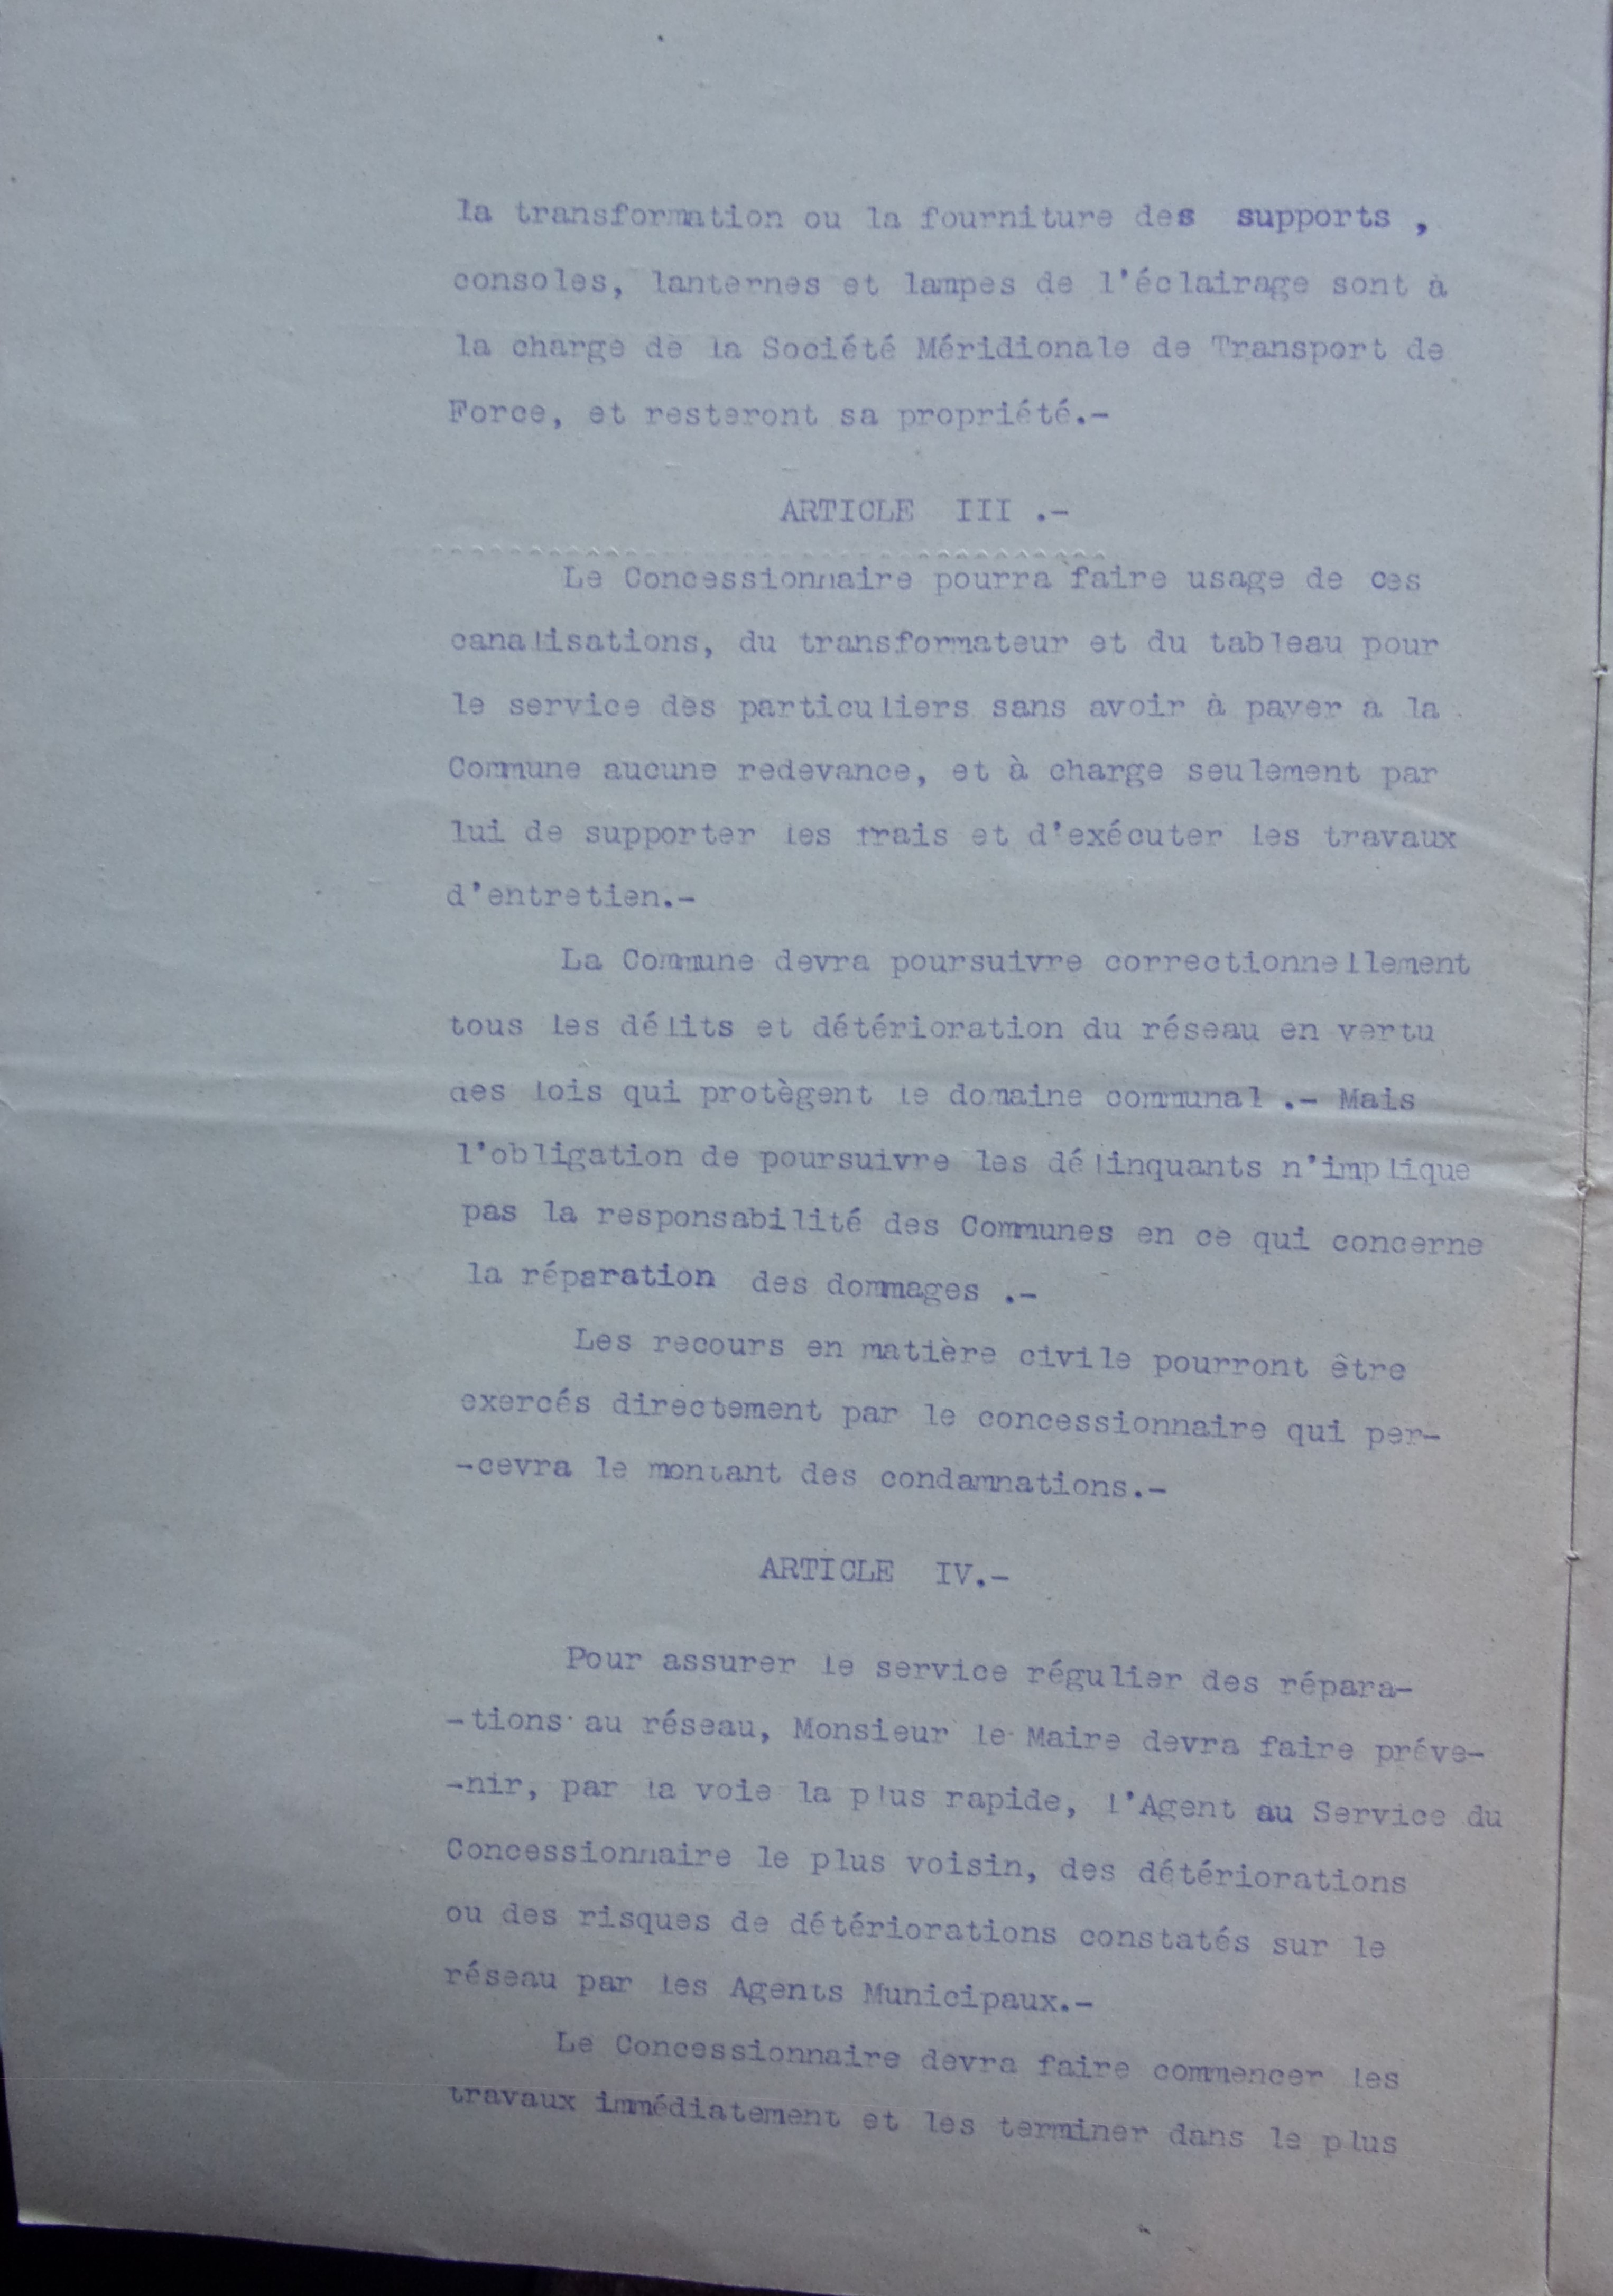 la transformation ou la fourniture des supports ,
consoles, lanternes et lampes de l'éclairage sont à
la charge de la Société Méridionale de Transport de
Force, et resteront sa propriété.-
ARTICLE III .-
Le Concessionnaire pourra faire usage de ces
canalisations, du transformateur et du tableau pour
le service des particuliers sans avoir à payer à la
Commune aucune redevance, et à charge seulement par
lui de supporter les frais et d'exécuter les travaux
d'entretien.-
La Commune devra poursuivre correctionnellement
tous les délits et détérioration du réseau en vertu
des lois qui protègent le domaine communal .- Mais
l'obligation de poursuivre les délinquants n'implique
pas la responsabilité des Communes en ce qui concerne
la réparation des dommages .-
Les recours en matière civile pourront être
exercés directement par le concessionnaire qui per-
-cevra le montant des condamnations.-
ARTICLE IV.-
Pour assurer le service régulier des répara-
-tions au réseau, Monsieur le Maire devra faire préve-
-nir, par la voie la plus rapide, l'Agent au Service du
Concessionnaire le plus voisin, des détériorations
ou des risques de détériorations constatés sur le
réseau par les Agents Municipaux.-
Le Concessionnaire devra faire commencer les
travaux immédiatement et les terminer dans le plus